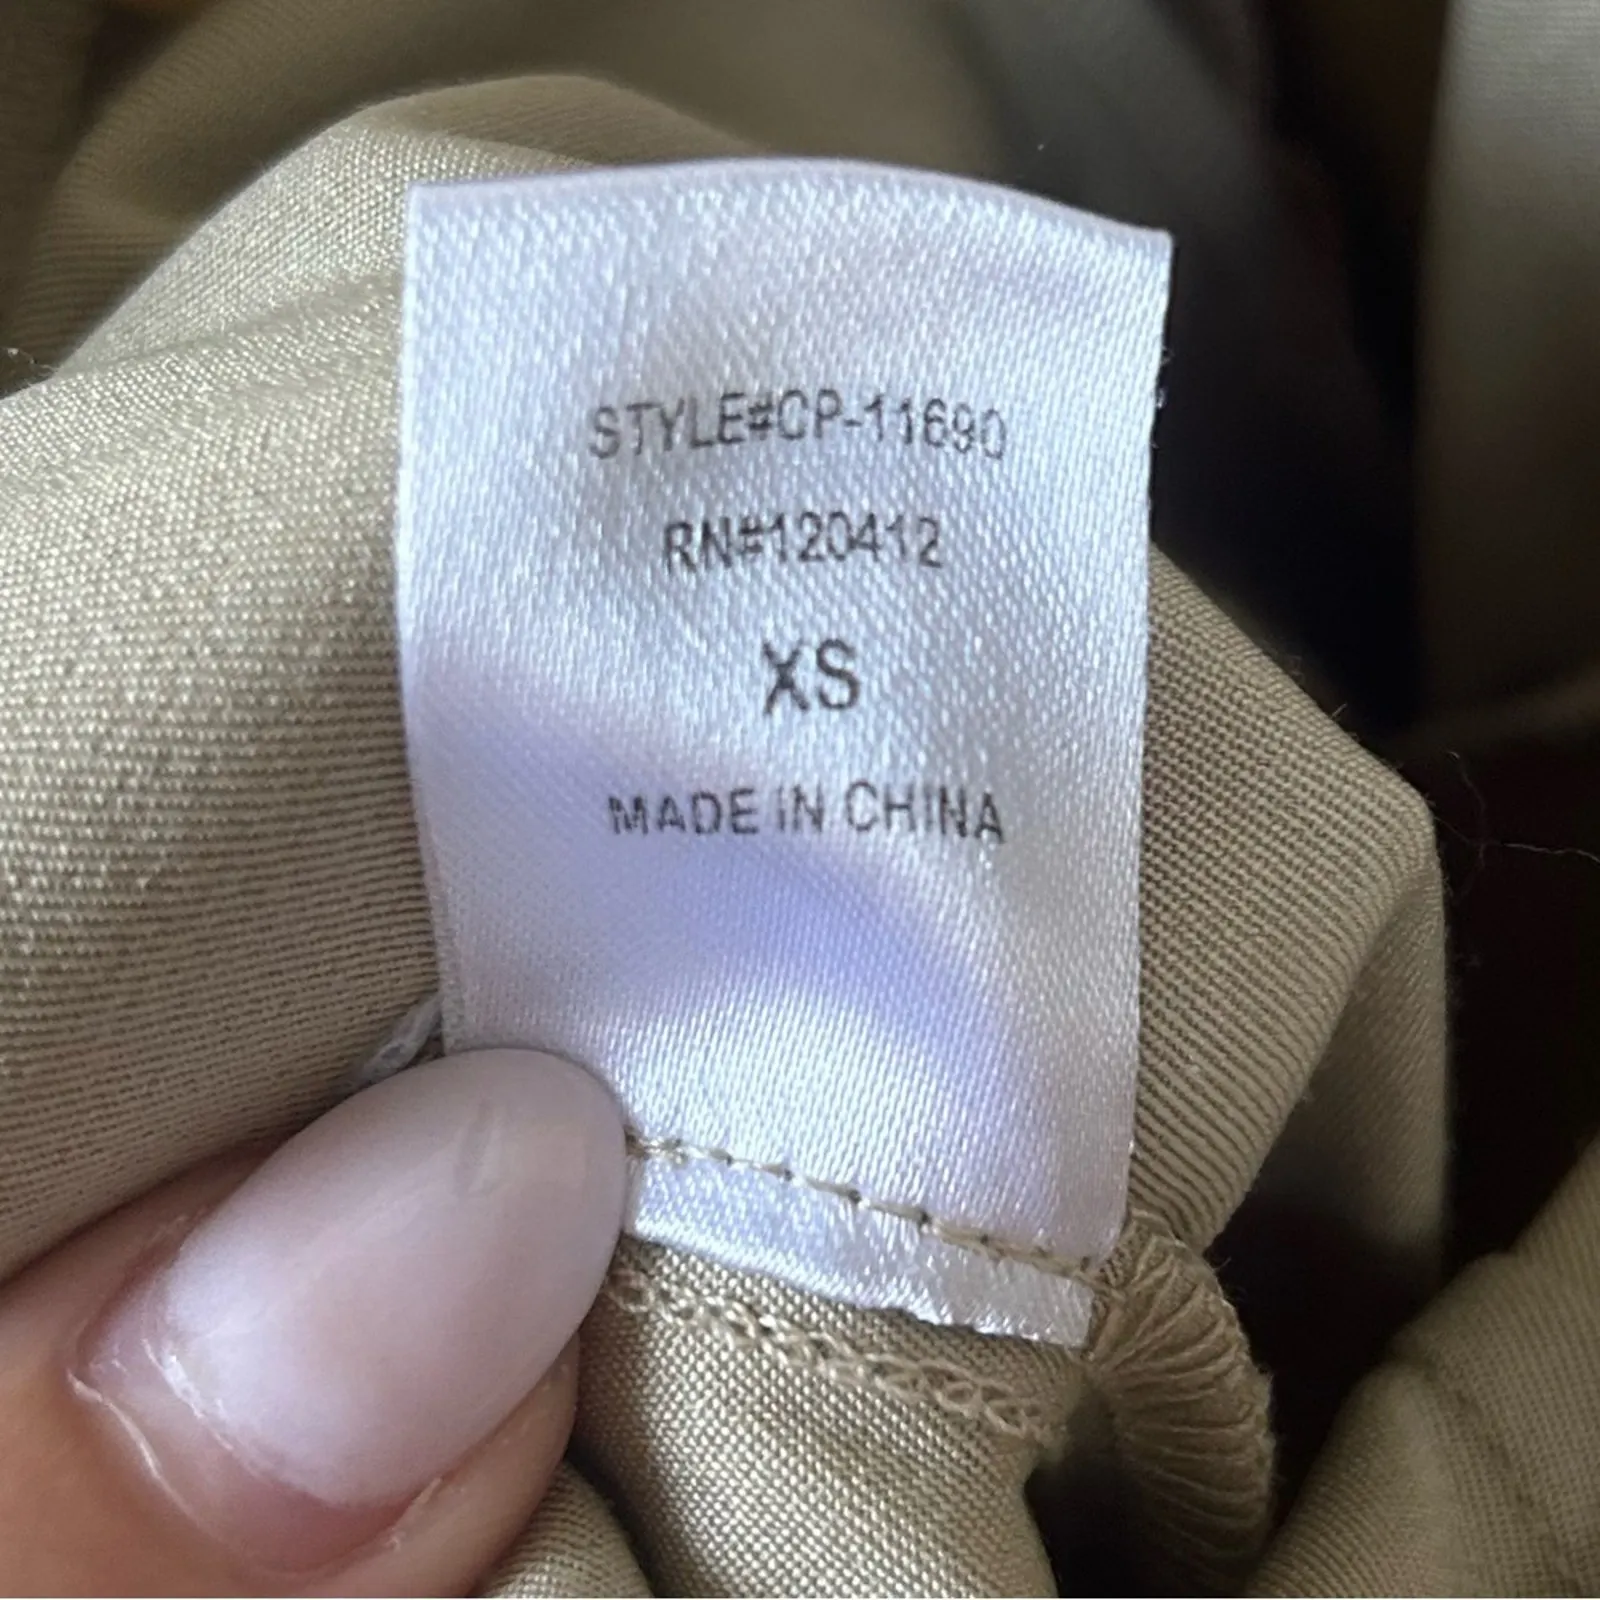 STYLE#CP-11690
RN#120412
XS
MADE IN CHINA